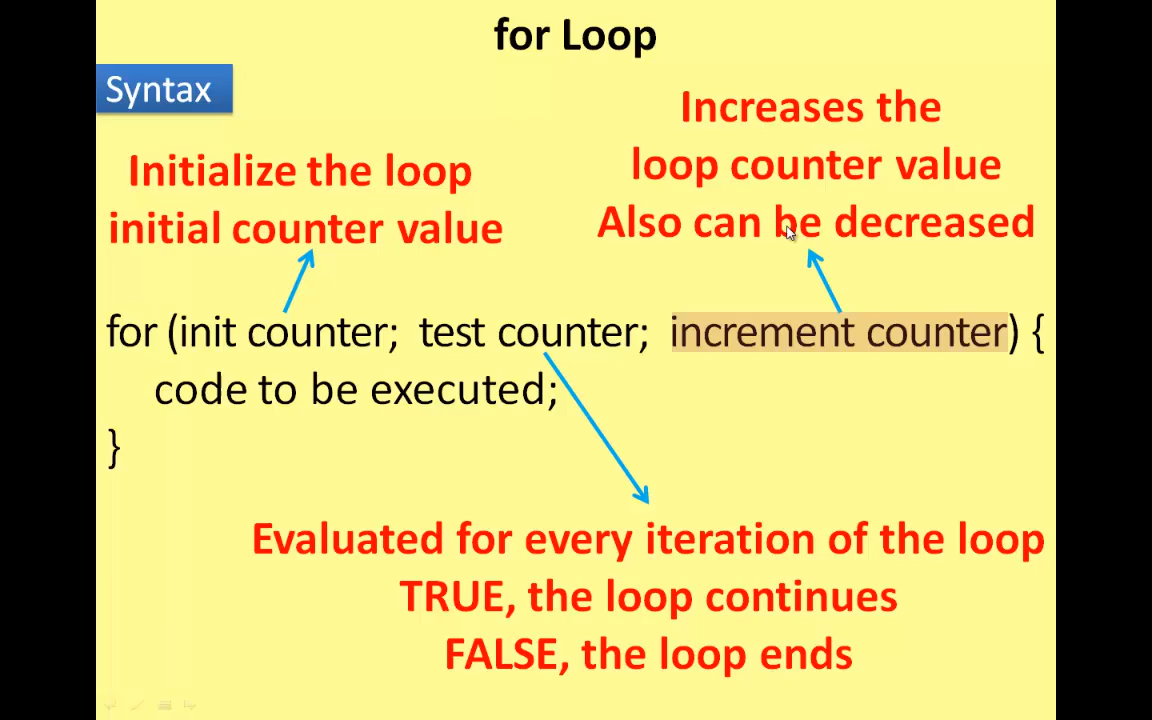 for Loop
Syntax
Initialize the loop
initial counter value
Increases the
loop counter value
Also can be decreased
for (init counter; test counter; increment counter) {
code to be executed;
}
Evaluated for every iteration of the loop
TRUE, the loop continues
FALSE, the loop ends